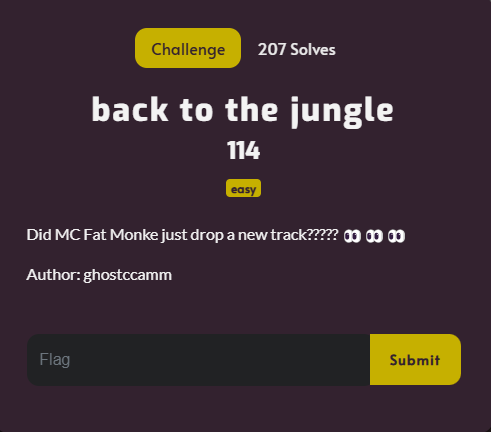 Challenge
207 Solves
back to the jungle
114
easy
Did MC Fat Monke just drop a new track????? 👀 👀 👀
Author: ghostccamm
Flag
Submit